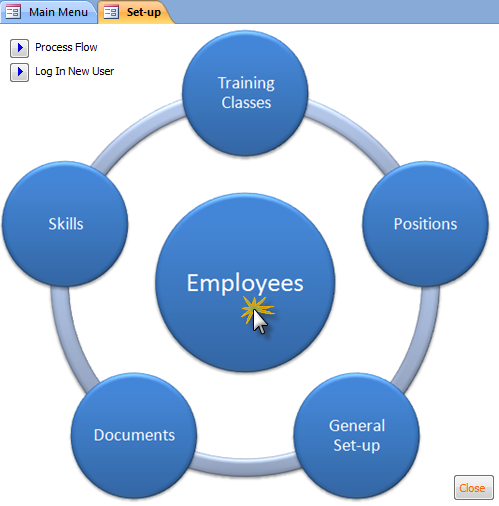 Main Menu
Set-up
Process Flow
Log In New User
Training
Classes
Skills
Positions
Employees
Documents
General
Set-up
Close